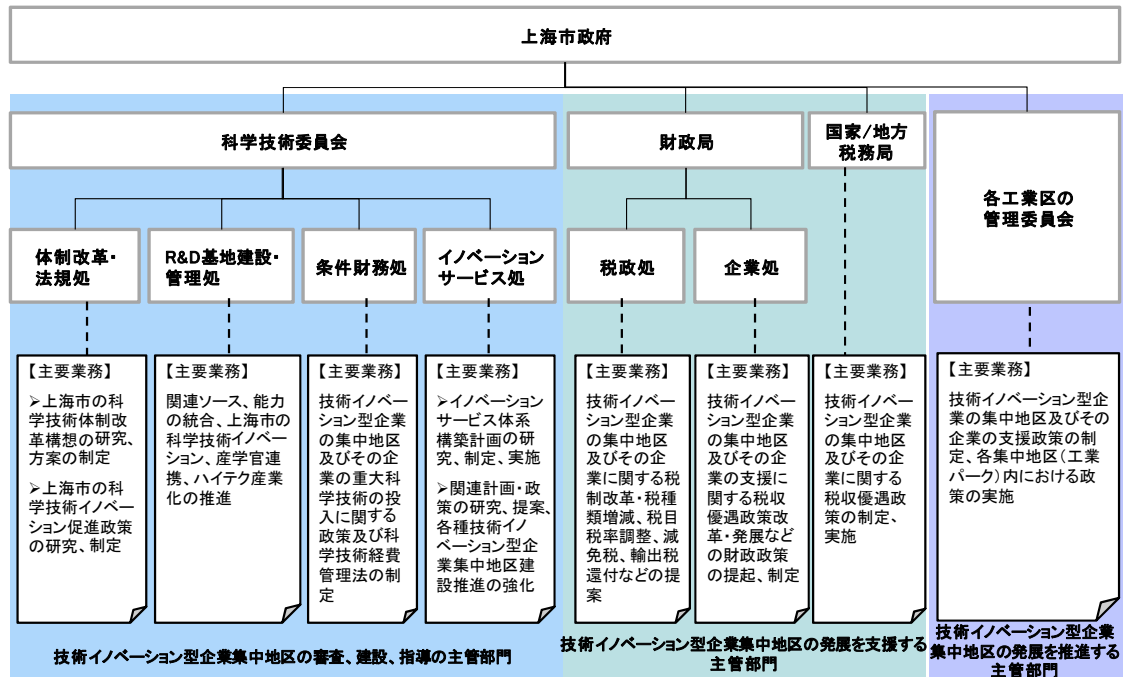 上海市政府
科学技術委員会
財政局
国家/地方
税務局
各工業区の
管理委員会
体制改革・
法規処
R&D基地建設・
管理処
条件財務処
イノベーション
サービス処
税政処
企業処
【主要業務】
➢上海市の科
学技術体制改
革構想の研究、
方案の制定
➢上海市の科
学技術イノベー
ション促進政策
の研究、制定
【主要業務】
関連ソース、能力
の統合、上海市の
科学技術イノベー
ション、産学官連
携、ハイテク産業
化の推進
【主要業務】
技術イノベー
ション型企業
の集中地区
及びその企
業の重大科
学技術の投
入に関する
政策及び科
学技術経費
管理法の制
定
【主要業務】
➢イノベーション
サービス体系
構築計画の研
究、制定、実施
➢関連計画・政
策の研究、提案、
各種技術イノ
ベーション型企
業集中地区建
設推進の強化
【主要業務】
技術イノベー
ション型企業
の集中地区
及びその企
業に関する税
制改革・税種
類増減、税目
税率調整、減
免税、輸出税
還付などの提
案
【主要業務】
技術イノベー
ション型企業
の集中地区
及びその企
業の支援に
関する税収
優遇政策改
革・発展などの
財政政策
の提起、制定
【主要業務】
技術イノベー
ション型企業
の集中地区
及びその企
業に関する
税収優遇政
策の制定、
実施
【主要業務】
技術イノベーション型企
業の集中地区及びその
企業の支援政策の制
定、各集中地区(工業
パーク)内における政
策の実施
技術イノベーション型企業集中地区の審査、建設、指導の主管部門
技術イノベーション型企業集中地区の発展を支援する
主管部門
技術イノベーション型企業
集中地区の発展を推進する
主管部門